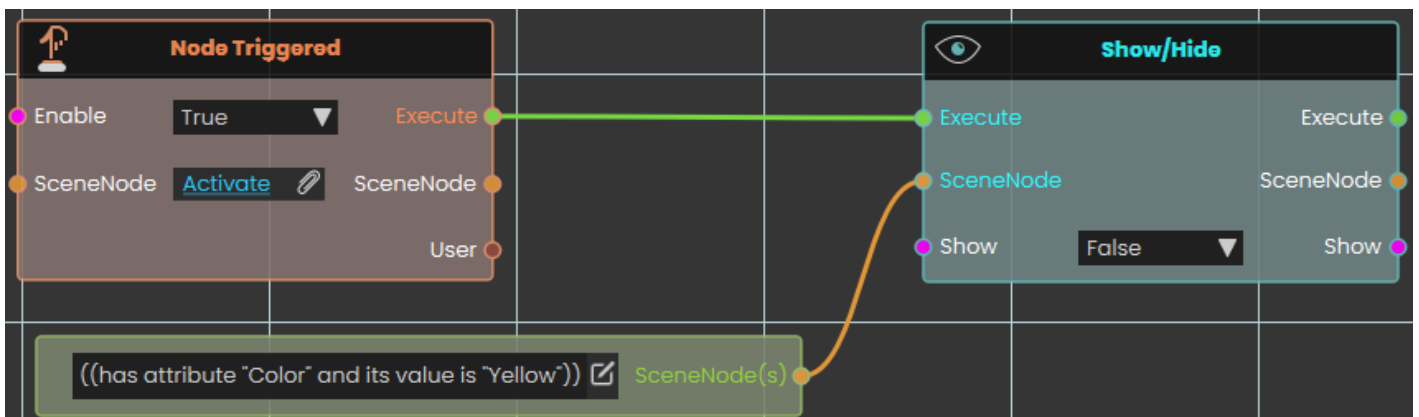 Node Triggered
Enable True Execute
SceneNode Activate SceneNode
User
Show/Hide
Execute Execute
SceneNode SceneNode
Show False Show
((has attribute "Color" and its value is "Yellow")) SceneNode(s)